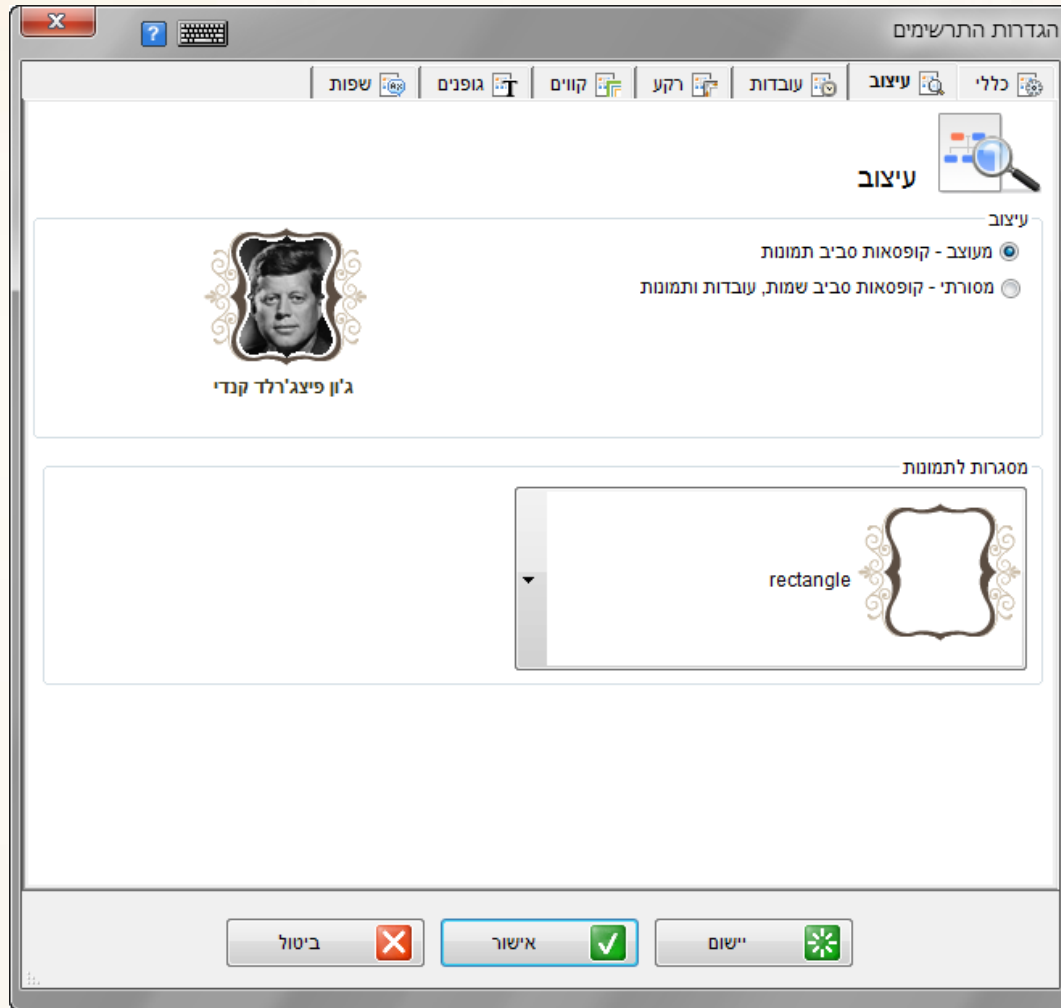 הגדרות התרשימים
כללי
עיצוב
עובדות
רקע
קווים
גופנים
שפות
עיצוב
עיצוב
מעוצב - קופסאות סביב תמונות
מסורתי - קופסאות סביב שמות, עובדות ותמונות
ג'ון פיצג'רלד קנדי
מסגרות לתמונות
rectangle
יישום
אישור
ביטול